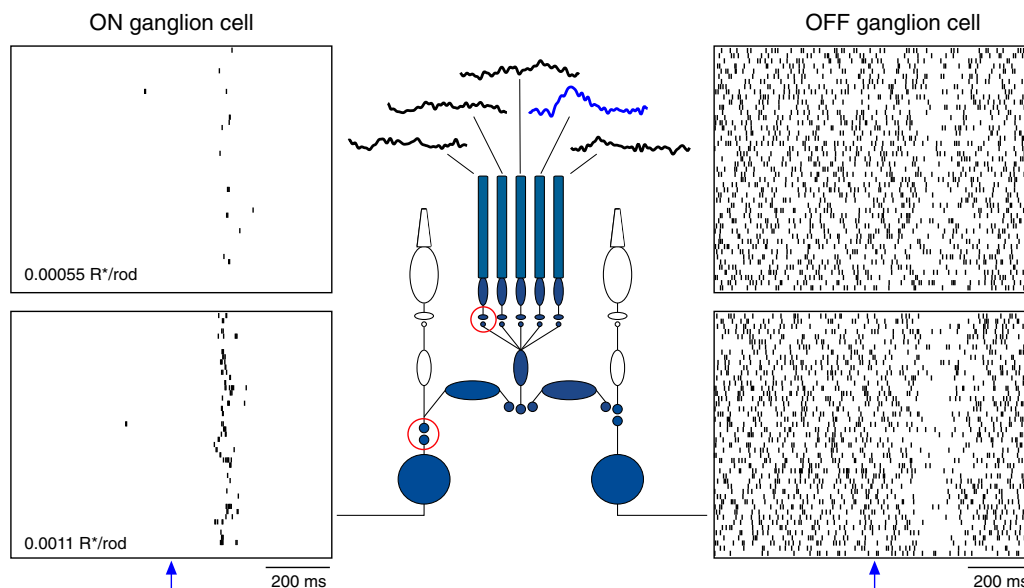 ON ganglion cell
OFF ganglion cell
0.00055 R*/rod
0.0011 R*/rod
200 ms
200 ms